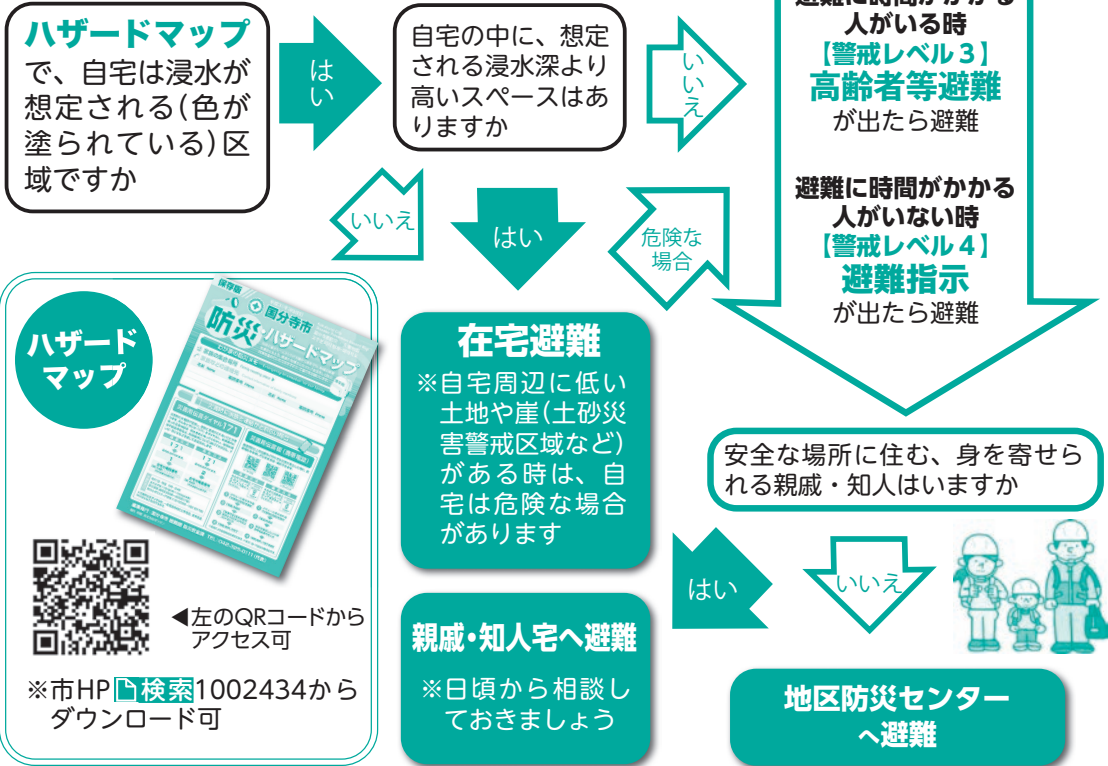 ハザードマップ
で、自宅は浸水が
想定される(色が
塗られている)区
域ですか
はい
自宅の中に、想定
される浸水深より
高いスペースはあ
りますか
いいえ
避難に時間がかかる
人がいる時
【警戒レベル3】
高齢者等避難
が出たら避難
避難に時間がかかる
人がいない時
【警戒レベル4】
避難指示
が出たら避難
いいえ
はい
危険な
場合
ハザード
マップ
保存版
国分寺市
防災・ハザードマップ
◀左のQRコードから
アクセス可
※市HP検索1002434から
ダウンロード可
在宅避難
※自宅周辺に低い
土地や崖(土砂災
害警戒区域など)
がある時は、自
宅は危険な場合
があります
安全な場所に住む、身を寄せら
れる親戚・知人はいますか
はい
いいえ
親戚・知人宅へ避難
※日頃から相談し
ておきましょう
地区防災センター
へ避難